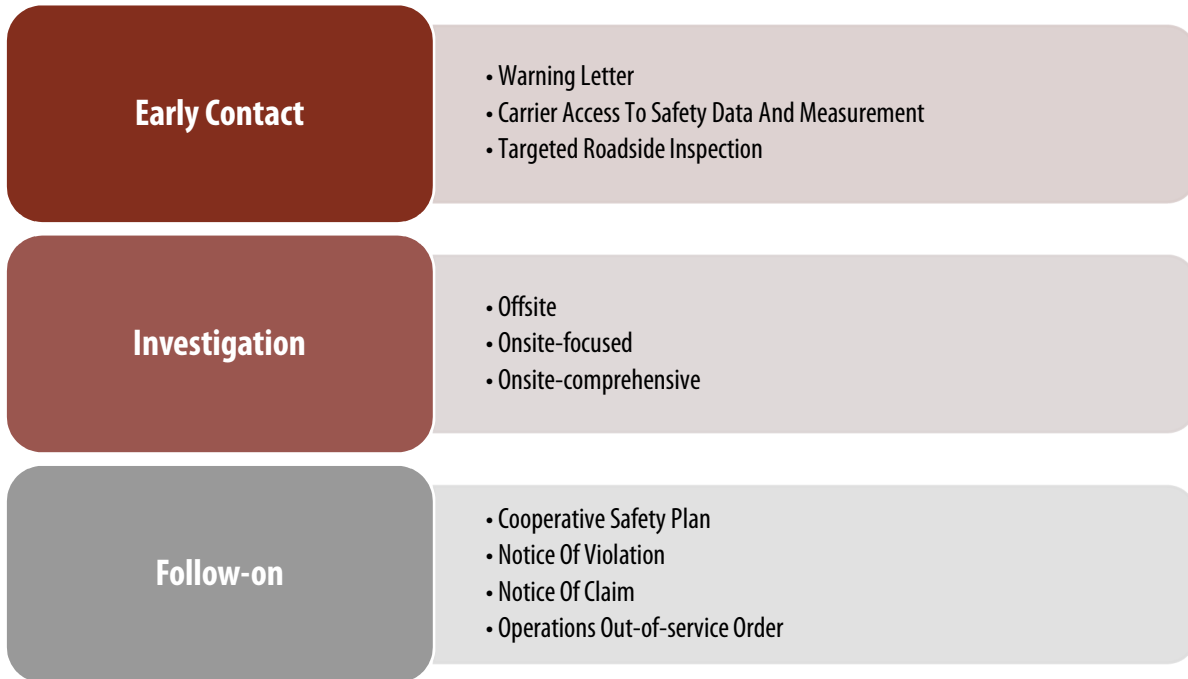 Early Contact
• Warning Letter
• Carrier Access To Safety Data And Measurement
• Targeted Roadside Inspection
Investigation
• Offsite
• Onsite-focused
• Onsite-comprehensive
Follow-on
• Cooperative Safety Plan
• Notice Of Violation
• Notice Of Claim
• Operations Out-of-service Order